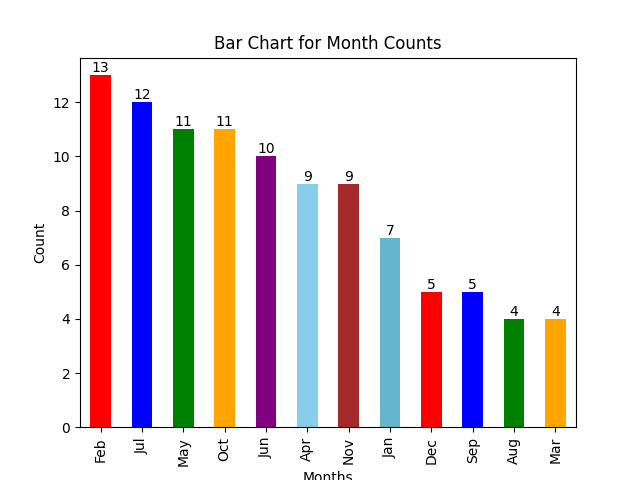 Bar Chart for Month Counts
13
12
11
11
10
9
9
7
5
5
4
4
12
10
8
6
4
2
0
Count
Feb
Jul
May
Oct
Jun
Apr
Nov
Jan
Dec
Sep
Aug
Mar
Months